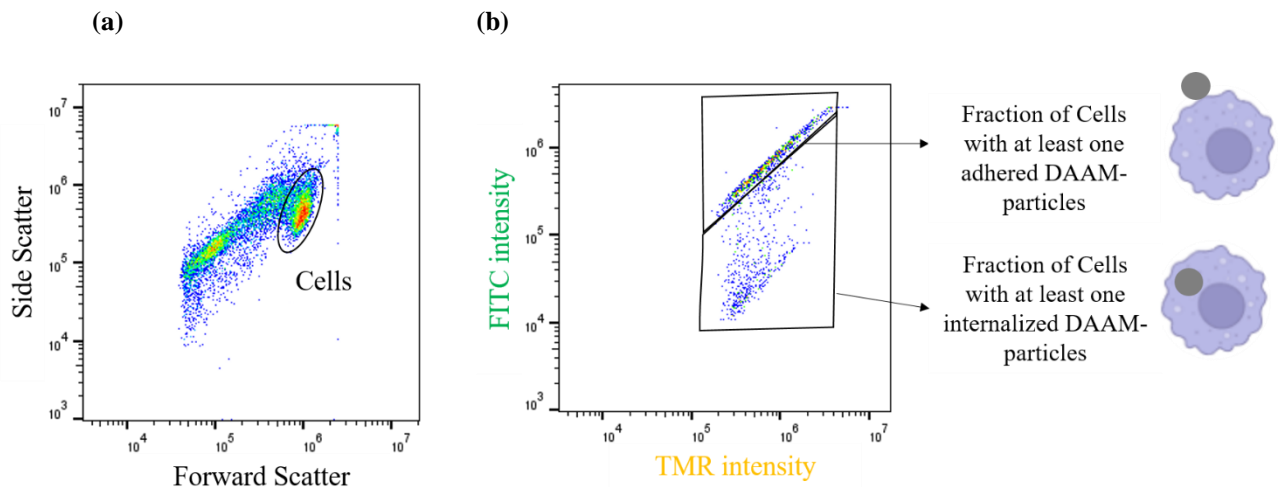 (a)
(b)
Side Scatter
10^7
10^6
10^5
10^4
10^3
Cells
10^4
10^5
10^6
10^7
Forward Scatter
FITC intensity
10^6
10^5
10^4
10^3
10^4
10^5
10^6
10^7
TMR intensity
Fraction of Cells
with at least one
adhered DAAM-
particles
Fraction of Cells
with at least one
internalized DAAM-
particles